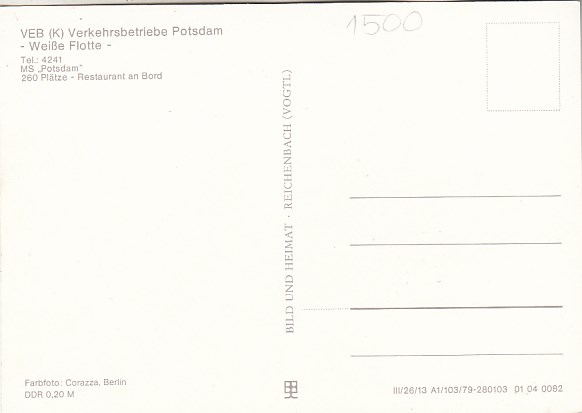 VEB (K) Verkehrsbetriebe Potsdam
- Weiße Flotte -
Tel.: 4241
MS „Potsdam"
260 Plätze - Restaurant an Bord
1500
BILD UND HEIMAT · REICHENBACH (VOGTL)
Farbfoto: Corazza, Berlin
DDR 0,20 M
III/26/13 A1/103/79-280103 01 04 0082